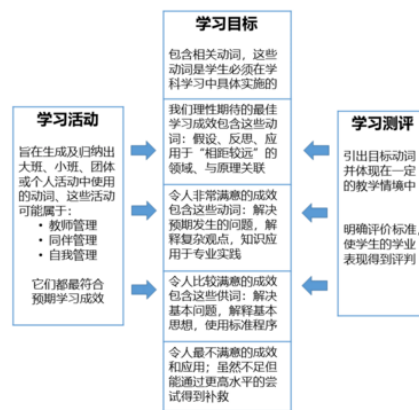 学习目标
包含相关动词，这些
动词是学生必须在学
科学习中具体实施的
我们理性期待的最佳
学习成效包含这些动
词：假设、反思、应
用于“相距较远”的
领域、与原理关联
令人非常满意的成效
包含这些动词：解决
预期发生的问题，解
释复杂观点，知识应
用于专业实践
令人比较满意的成效
包含这些供词：解决
基本问题，解释基本
思想，使用标准程序
令人最不满意的成效
和应用；虽然不足但
能通过更高水平的尝
试得到补救
学习活动
旨在生成及归纳出
大班、小班、团体
或个人活动中使用
的动词，这些活动
可能属于：
• 教师管理
• 同伴管理
• 自我管理
它们都最符合
预期学习成效
学习测评
引出目标动词
并体现在一定
的教学情境中
明确评价标准，
使学生的学业
表现得到评判